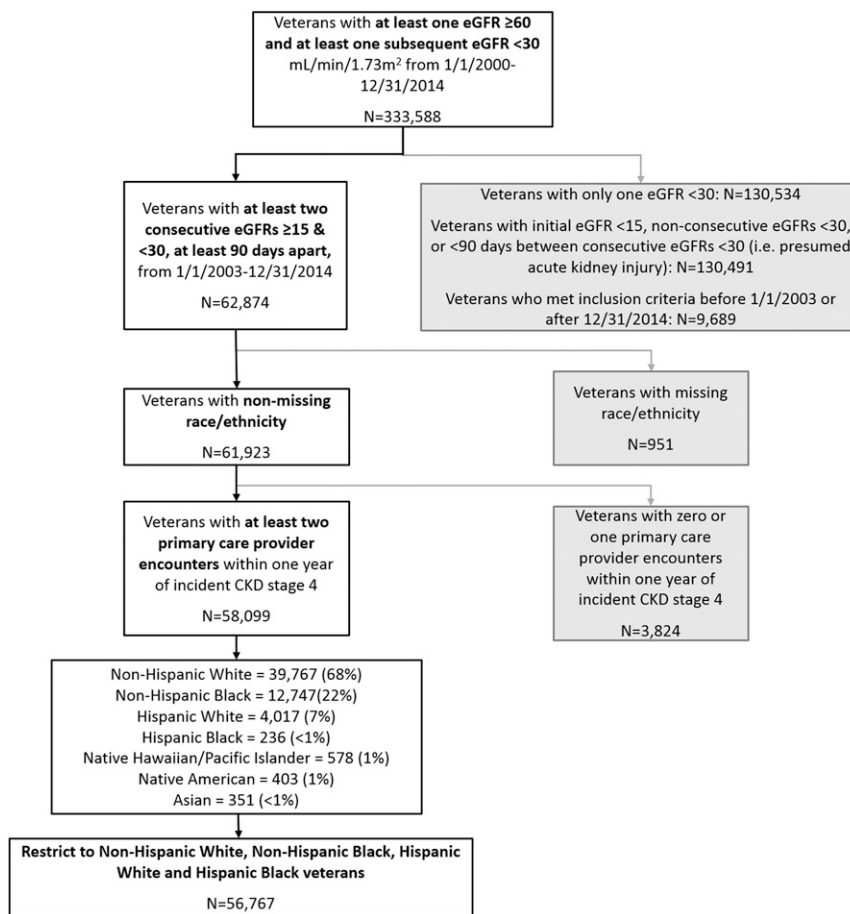 Veterans with at least one eGFR ≥60
and at least one subsequent eGFR <30
mL/min/1.73m² from 1/1/2000-
12/31/2014
N=333,588
Veterans with at least two
consecutive eGFRs ≥15 &
<30, at least 90 days apart,
from 1/1/2003-12/31/2014
N=62,874
Veterans with only one eGFR <30: N=130,534
Veterans with initial eGFR <15, non-consecutive eGFRs <30,
or <90 days between consecutive eGFRs <30 (i.e. presumed
acute kidney injury): N=130,491
Veterans who met inclusion criteria before 1/1/2003 or
after 12/31/2014: N=9,689
Veterans with non-missing
race/ethnicity
N=61,923
Veterans with missing
race/ethnicity
N=951
Veterans with at least two
primary care provider
encounters within one year
of incident CKD stage 4
N=58,099
Veterans with zero or
one primary care
provider encounters
within one year of
incident CKD stage 4
N=3,824
Non-Hispanic White = 39,767 (68%)
Non-Hispanic Black = 12,747(22%)
Hispanic White = 4,017 (7%)
Hispanic Black = 236 (<1%)
Native Hawaiian/Pacific Islander = 578 (1%)
Native American = 403 (1%)
Asian = 351 (<1%)
Restrict to Non-Hispanic White, Non-Hispanic Black, Hispanic
White and Hispanic Black veterans
N=56,767